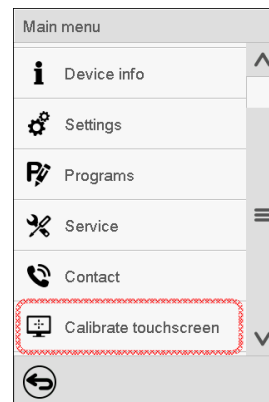 Main menu
Device info
Settings
Programs
Service
Contact
Calibrate touchscreen